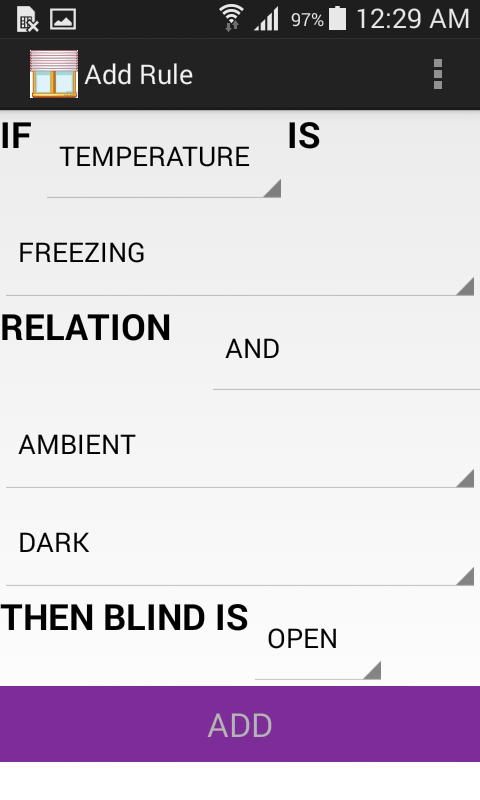 97% 12:29 AM
Add Rule
IF TEMPERATURE IS
FREEZING
RELATION AND
AMBIENT
DARK
THEN BLIND IS OPEN
ADD